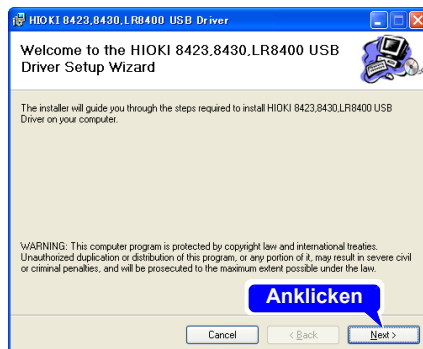 HIOKI 8423,8430,LR8400 USB Driver
Welcome to the HIOKI 8423,8430,LR8400 USB
Driver Setup Wizard
The installer will guide you through the steps required to install HIOKI 8423,8430,LR8400 USB
Driver on your computer.
WARNING: This computer program is protected by copyright law and international treaties.
Unauthorized duplication or distribution of this program, or any portion of it, may result in severe civil
or criminal penalties, and will be prosecuted to the maximum extent possible under the law.
Anklicken
Cancel
< Back
Next >